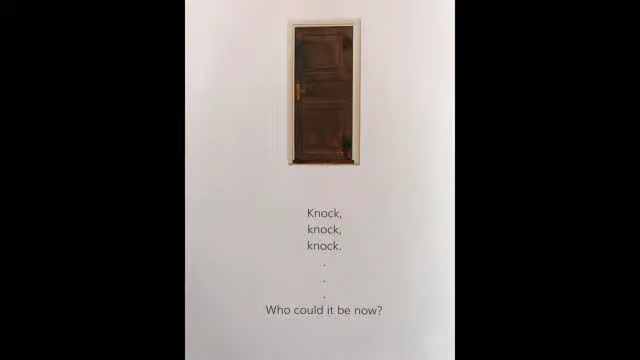 Knock,
knock,
knock.
.
.
.
Who could it be now?